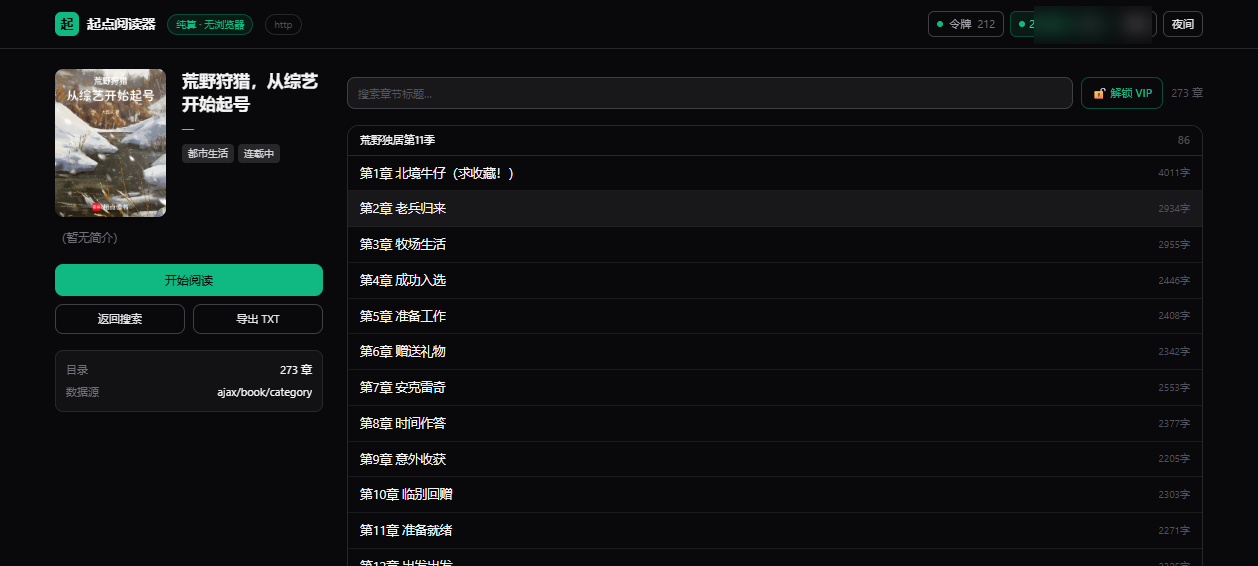 起 起点阅读器 纯算 · 无浏览器 http 令牌 212 2 夜间
荒野狩猎
从综艺开始起号
荒野狩猎，从综艺
开始起号
—
都市生活 连载中
(暂无简介)
开始阅读
返回搜索 导出 TXT
目录 273 章
数据源 ajax/book/category
搜索章节标题... 解锁 VIP 273 章
荒野独居第11季 86
第1章 北境牛仔（求收藏！） 4011字
第2章 老兵归来 2934字
第3章 牧场生活 2955字
第4章 成功入选 2446字
第5章 准备工作 2408字
第6章 赠送礼物 2342字
第7章 安克雷奇 2553字
第8章 时间作答 2377字
第9章 意外收获 2205字
第10章 临别回赠 2303字
第11章 准备就绪 2271字
第12章 出发出发